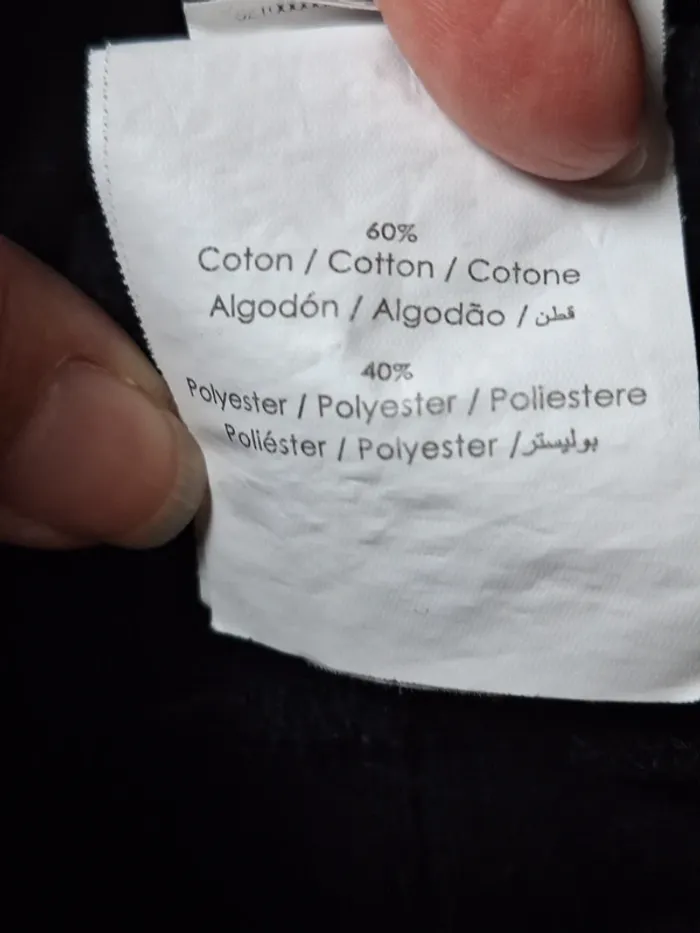 60%
Coton / Cotton / Cotone
Algodón / Algodão / قطن
40%
Polyester / Polyester / Poliestere
Poliéster / Polyester / بوليستر